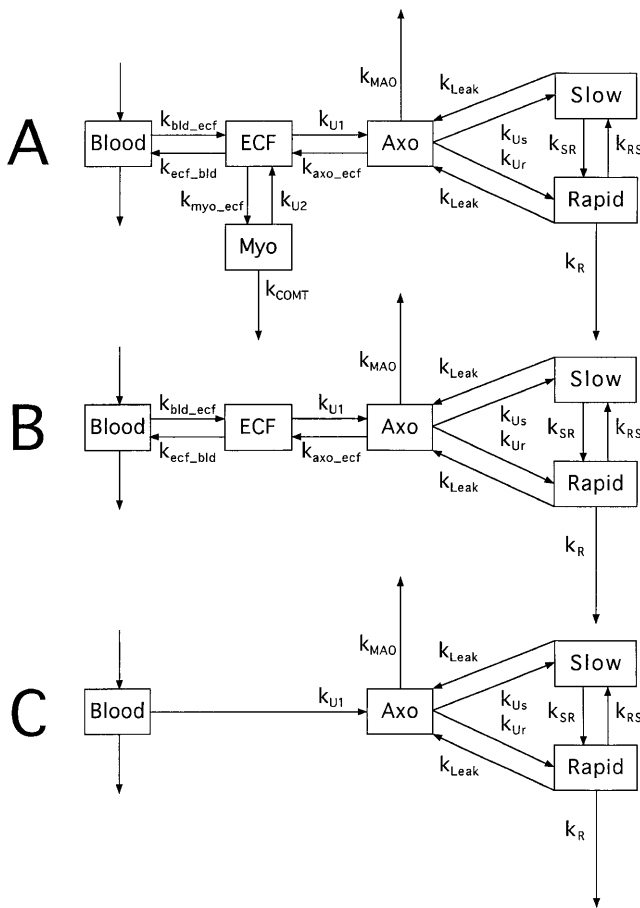 A
k_MAO
k_Leak
Slow
k_bld_ecf
k_U1
Blood
ECF
Axo
k_Us
k_SR
k_RS
k_ecf_bld
k_axo_ecf
k_Ur
k_myo_ecf
k_U2
k_Leak
Rapid
Myo
k_R
k_COMT
B
k_MAO
k_Leak
Slow
k_bld_ecf
k_U1
Blood
ECF
Axo
k_Us
k_SR
k_RS
k_ecf_bld
k_axo_ecf
k_Ur
k_Leak
Rapid
k_R
C
k_MAO
k_Leak
Slow
k_U1
Blood
Axo
k_Us
k_SR
k_RS
k_Ur
k_Leak
Rapid
k_R